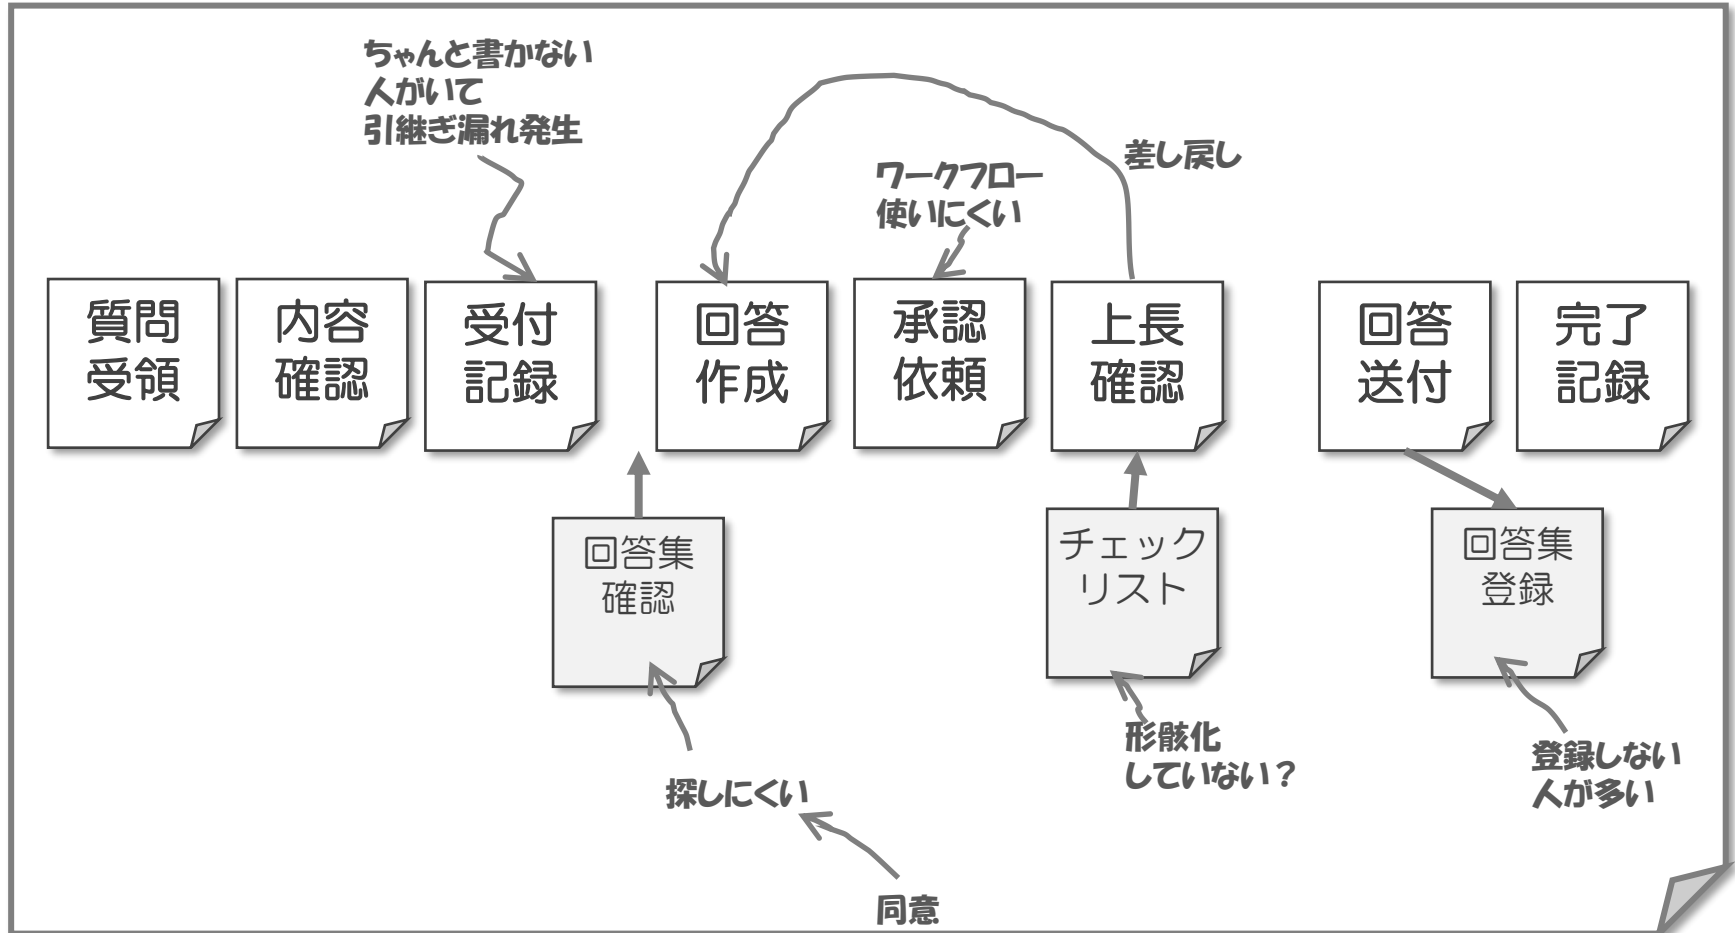 ちゃんと書かない
人がいて
引継ぎ漏れ発生
ワークフロー
使いにくい
差し戻し
質問
受領
内容
確認
受付
記録
回答
作成
承認
依頼
上長
確認
回答
送付
完了
記録
回答集
確認
チェック
リスト
回答集
登録
探しにくい
形骸化
していない？
登録しない
人が多い
同意